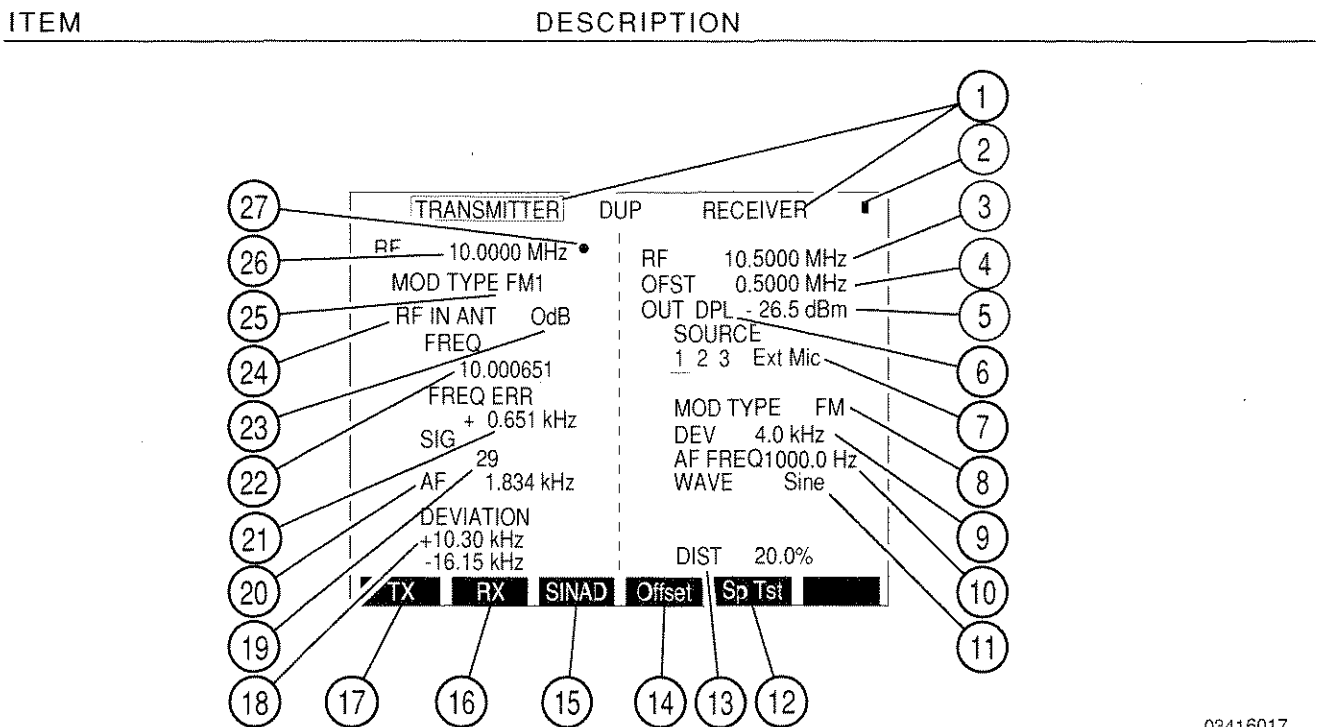 ITEM DESCRIPTION
1
2
27 TRANSMITTER DUP RECEIVER 3
26 RF 10.0000 MHz RF 10.5000 MHz
4
MOD TYPE FM1 OFST 0.5000 MHz
25 RF IN ANT 0dB OUT DPL - 26.5 dBm 5
FREQ SOURCE
24 10.000651 1 2 3 Ext Mic 6
23 FREQ ERR
+ 0.651 kHz MOD TYPE FM 7
SIG DEV 4.0 kHz
22 29 AF FREQ1000.0 Hz 8
AF 1.834 kHz WAVE Sine
21 DEVIATION 9
+10.30 kHz
-16.15 kHz DIST 20.0%
20 TX RX SINAD Offset Sp Tst 10
19 11
18 17 16 15 14 13 12
03416017